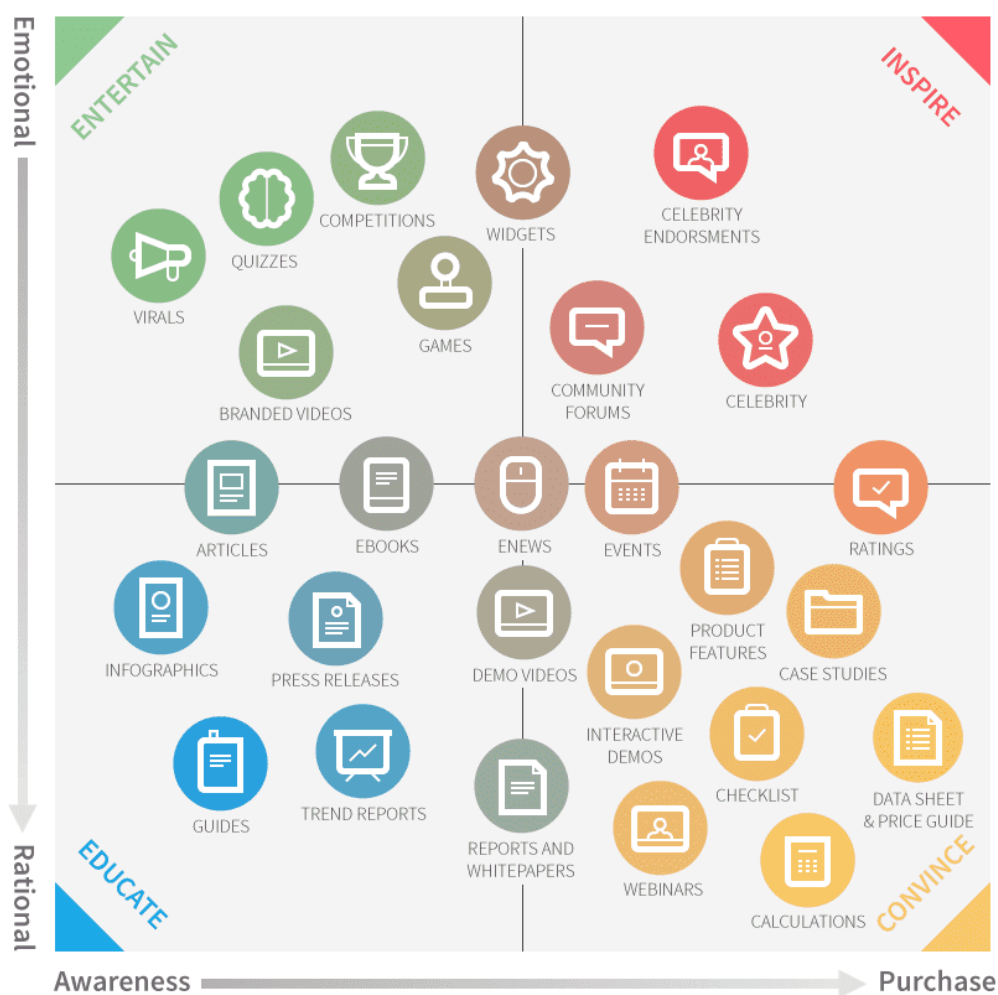 Emotional
ENTERTAIN
INSPIRE
COMPETITIONS
WIDGETS
CELEBRITY
ENDORSMENTS
QUIZZES
VIRALS
GAMES
BRANDED VIDEOS
COMMUNITY
FORUMS
CELEBRITY
ARTICLES
EBOOKS
ENEWS
EVENTS
RATINGS
INFOGRAPHICS
PRESS RELEASES
DEMO VIDEOS
PRODUCT
FEATURES
CASE STUDIES
INTERACTIVE
DEMOS
GUIDES
TREND REPORTS
CHECKLIST
DATA SHEET
& PRICE GUIDE
REPORTS AND
WHITEPAPERS
WEBINARS
CALCULATIONS
Rational
EDUCATE
CONVINCE
Awareness
Purchase